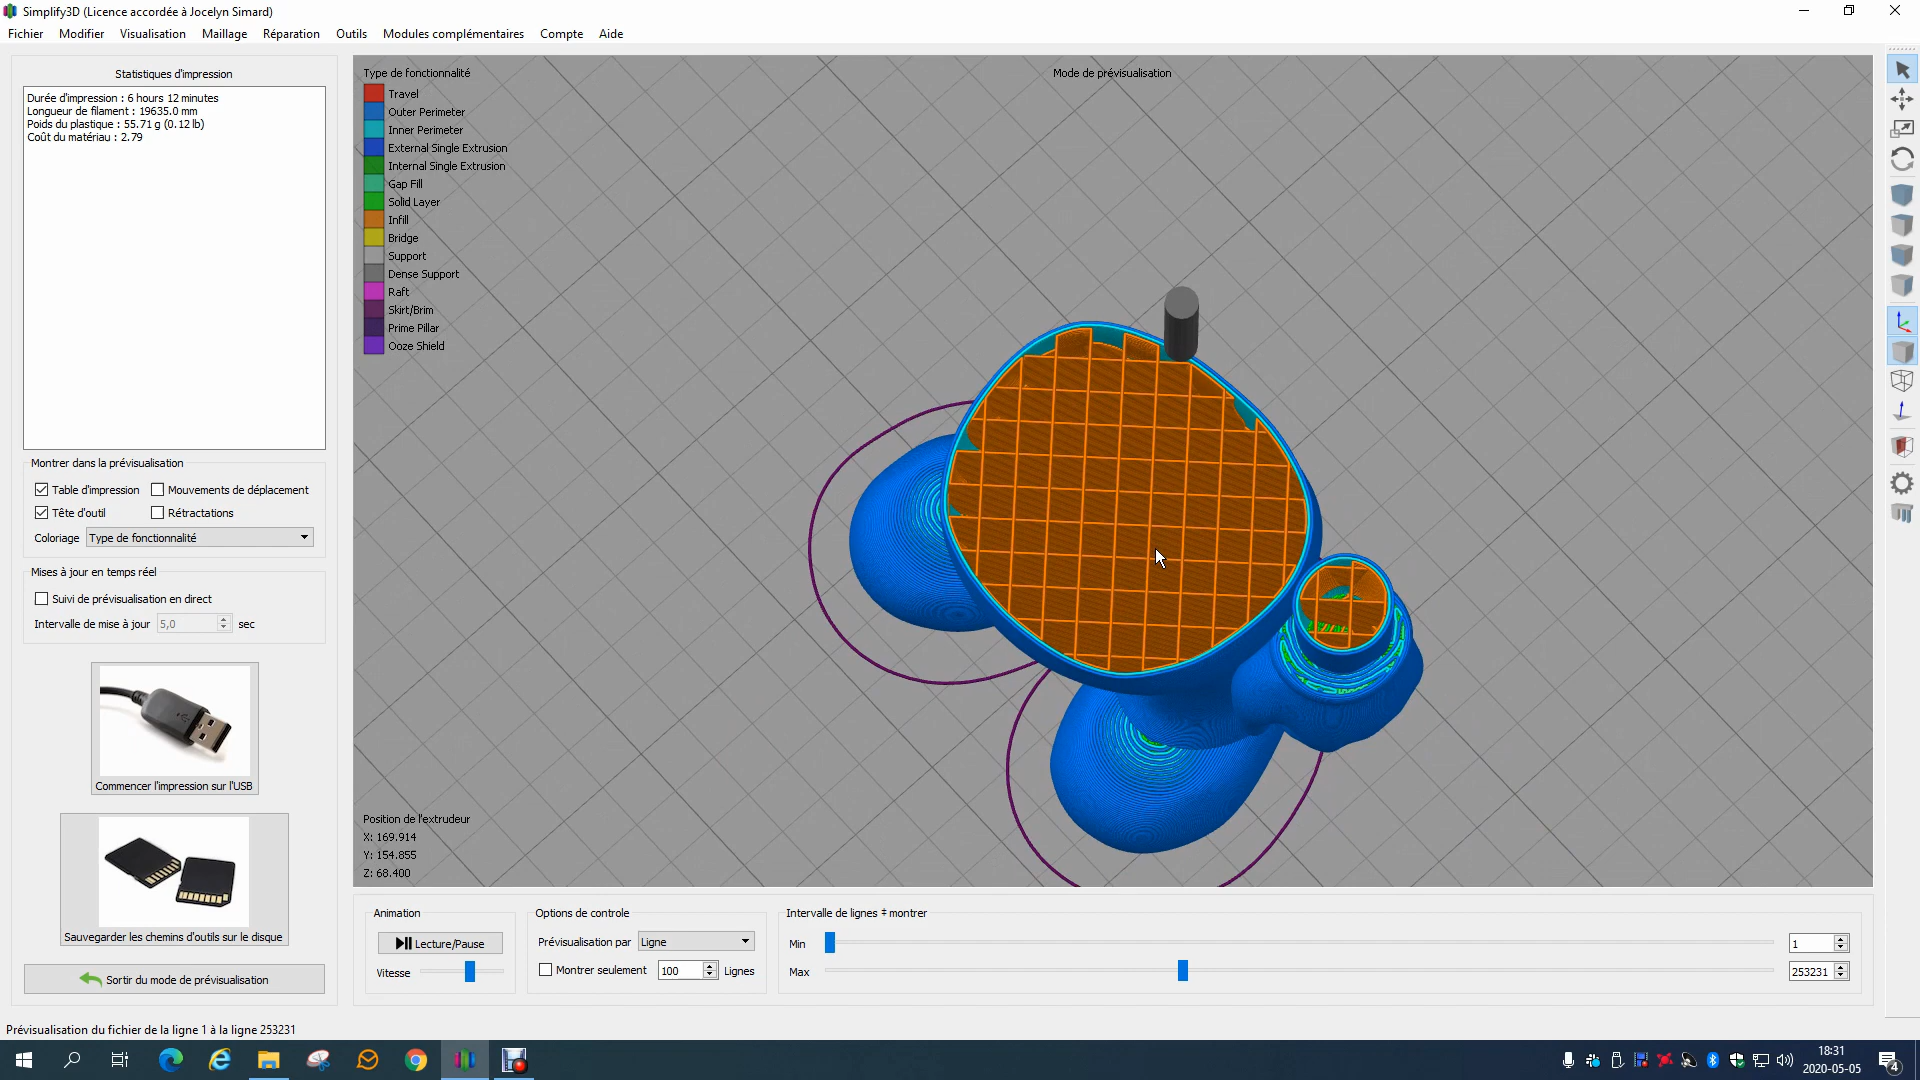 Simplify3D (Licence accordée à Jocelyn Simard)
Fichier Modifier Visualisation Maillage Réparation Outils Modules complémentaires Compte Aide
Statistiques d'impression
Durée d'impression : 6 hours 12 minutes
Longueur de filament : 19635.0 mm
Poids du plastique : 55.71 g (0.12 lb)
Coût du matériau : 2.79
Montrer dans la prévisualisation
Table d'impression Mouvements de déplacement
Tête d'outil Rétractations
Coloriage Type de fonctionnalité
Mises à jour en temps réel
Suivi de prévisualisation en direct
Intervalle de mise à jour 5,0 sec
Commencer l'impression sur l'USB
Sauvegarder les chemins d'outils sur le disque
Sortir du mode de prévisualisation
Type de fonctionnalité
Travel
Outer Perimeter
Inner Perimeter
External Single Extrusion
Internal Single Extrusion
Gap Fill
Solid Layer
Infill
Bridge
Support
Dense Support
Raft
Skirt/Brim
Prime Pillar
Ooze Shield
Mode de prévisualisation
Position de l'extrudeur
X: 169.914
Y: 154.855
Z: 68.400
Animation
Lecture/Pause
Vitesse
Options de controle
Prévisualisation par Ligne
Montrer seulement 100 Lignes
Intervalle de lignes ‡ montrer
Min 1
Max 253231
Prévisualisation du fichier de la ligne 1 à la ligne 253231
18:31
2020-05-05
4